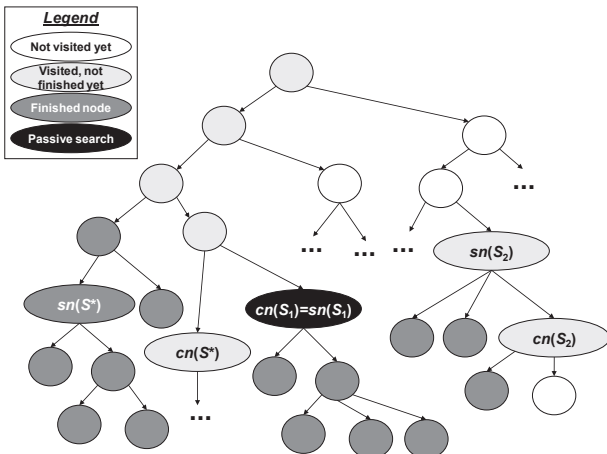 Legend
Not visited yet
Visited, not
finished yet
Finished node
Passive search
...
... ... ...
sn(S₂)
sn(S*)
cn(S₁)=sn(S₁)
cn(S₂)
cn(S*)
...